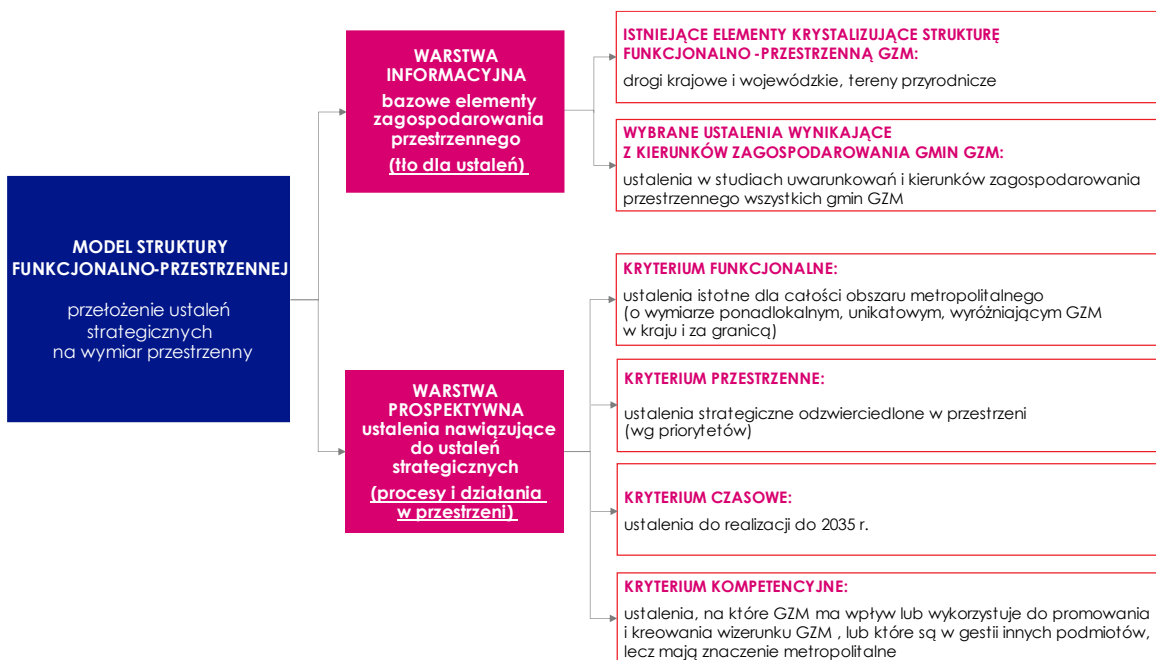 MODEL STRUKTURY
FUNKCJONALNO-PRZESTRZENNEJ
przełożenie ustaleń
strategicznych
na wymiar przestrzenny
WARSTWA
INFORMACYJNA
bazowe elementy
zagospodarowania
przestrzennego
(tło dla ustaleń)
ISTNIEJĄCE ELEMENTY KRYSTALIZUJĄCE STRUKTURĘ
FUNKCJONALNO -PRZESTRZENNĄ GZM:
drogi krajowe i wojewódzkie, tereny przyrodnicze
WYBRANE USTALENIA WYNIKAJĄCE
Z KIERUNKÓW ZAGOSPODAROWANIA GMIN GZM:
ustalenia w studiach uwarunkowań i kierunków zagospodarowania
przestrzennego wszystkich gmin GZM
WARSTWA
PROSPEKTYWNA
ustalenia nawiązujące
do ustaleń
strategicznych
(procesy i działania
w przestrzeni)
KRYTERIUM FUNKCJONALNE:
ustalenia istotne dla całości obszaru metropolitalnego
(o wymiarze ponadlokalnym, unikatowym, wyróżniającym GZM
w kraju i za granicą)
KRYTERIUM PRZESTRZENNE:
ustalenia strategiczne odzwierciedlone w przestrzeni
(wg priorytetów)
KRYTERIUM CZASOWE:
ustalenia do realizacji do 2035 r.
KRYTERIUM KOMPETENCYJNE:
ustalenia, na które GZM ma wpływ lub wykorzystuje do promowania
i kreowania wizerunku GZM , lub które są w gestii innych podmiotów,
lecz mają znaczenie metropolitalne